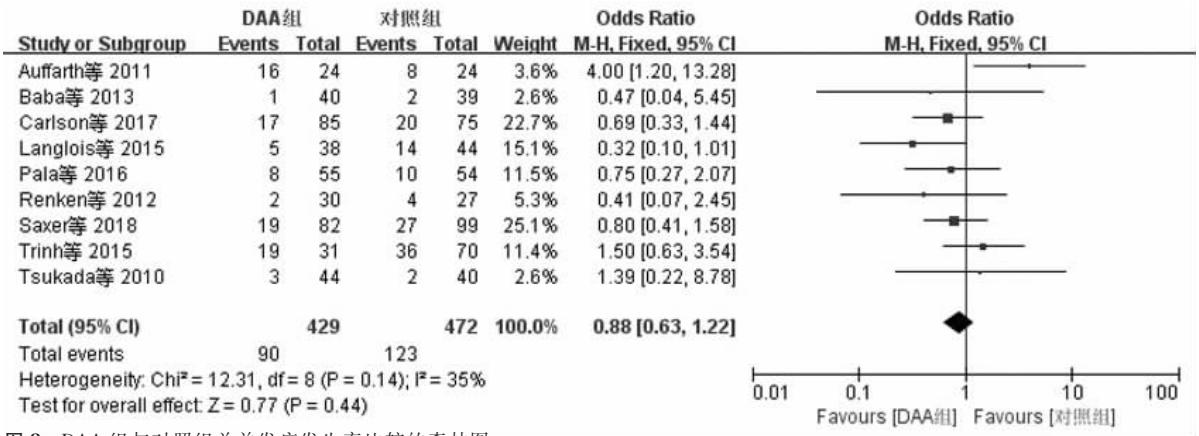 DAA组 对照组 Odds Ratio Odds Ratio
Study or Subgroup Events Total Events Total Weight M-H, Fixed, 95% CI M-H, Fixed, 95% CI
Auffarth等 2011 16 24 8 24 3.6% 4.00 [1.20, 13.28]
Baba等 2013 1 40 2 39 2.6% 0.47 [0.04, 5.45]
Carlson等 2017 17 85 20 75 22.7% 0.69 [0.33, 1.44]
Langlois等 2015 5 38 14 44 15.1% 0.32 [0.10, 1.01]
Pala等 2016 8 55 10 54 11.5% 0.75 [0.27, 2.07]
Renken等 2012 2 30 4 27 5.3% 0.41 [0.07, 2.45]
Saxer等 2018 19 82 27 99 25.1% 0.80 [0.41, 1.58]
Trinh等 2015 19 31 36 70 11.4% 1.50 [0.63, 3.54]
Tsukada等 2010 3 44 2 40 2.6% 1.39 [0.22, 8.78]
Total (95% CI) 429 472 100.0% 0.88 [0.63, 1.22]
Total events 90 123
Heterogeneity: Chi² = 12.31, df = 8 (P = 0.14); I² = 35%
Test for overall effect: Z = 0.77 (P = 0.44)
0.01 0.1 1 10 100
Favours [DAA组] Favours [对照组]